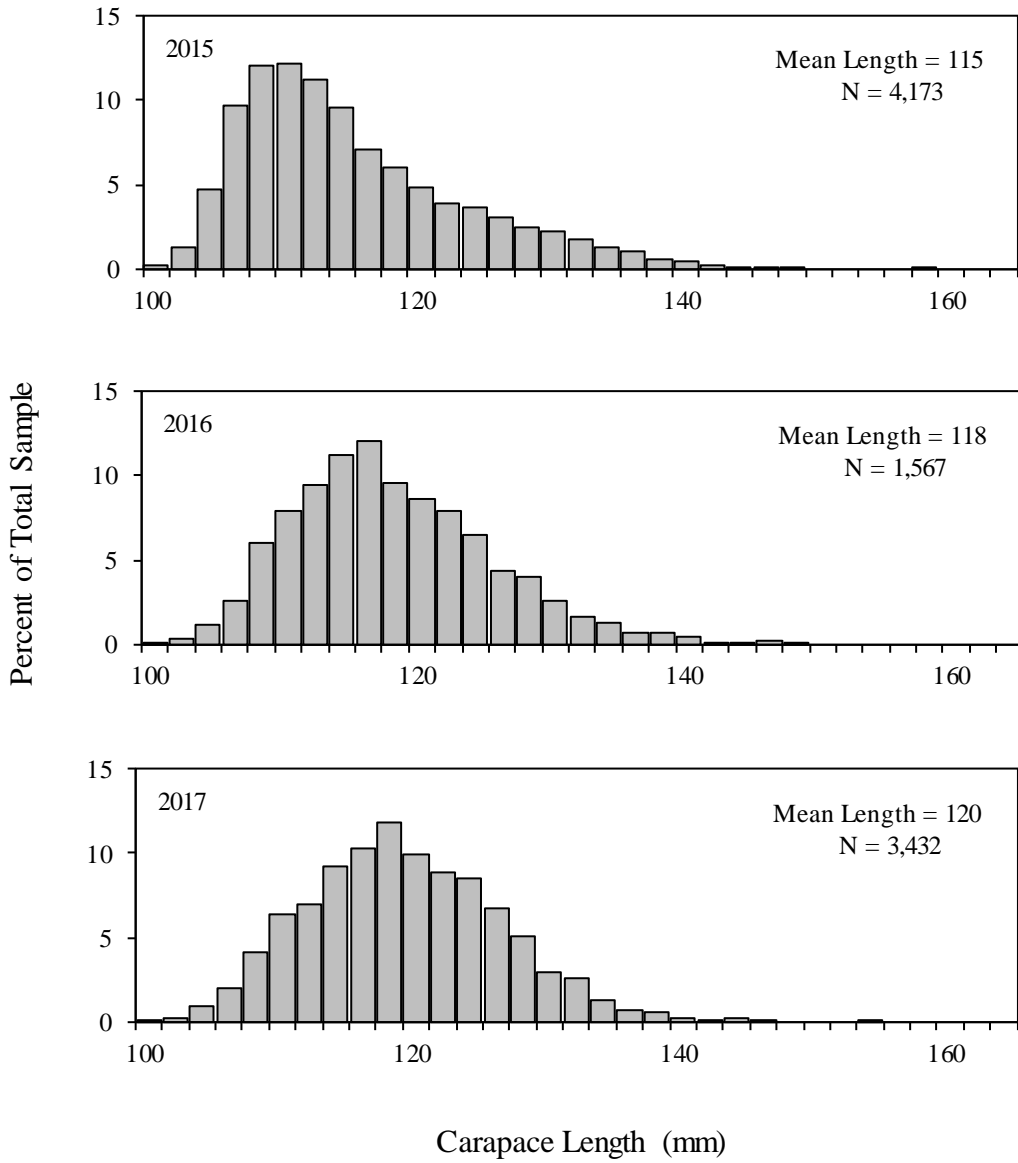 15
2015
Mean Length = 115
N = 4,173
10
5
0
100 120 140 160
Percent of Total Sample
15
2016
Mean Length = 118
N = 1,567
10
5
0
100 120 140 160
15
2017
Mean Length = 120
N = 3,432
10
5
0
100 120 140 160
Carapace Length (mm)